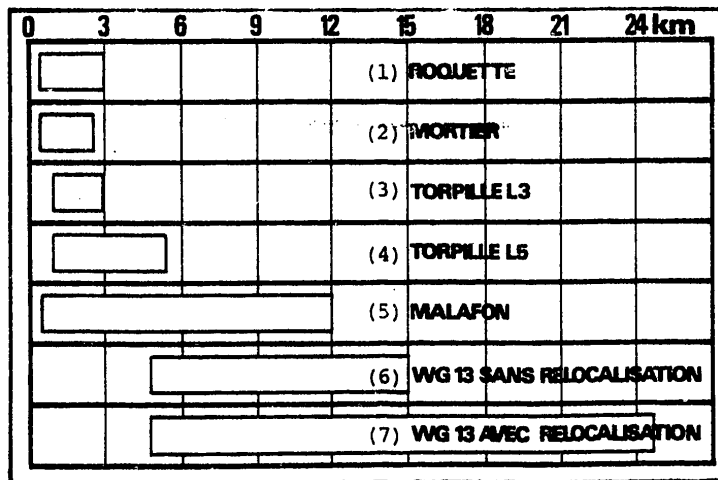 0 3 6 9 12 15 18 21 24 km
(1) ROQUETTE
(2) MORTIER
(3) TORPILLE L3
(4) TORPILLE L5
(5) MALAFON
(6) WG 13 SANS RELOCALISATION
(7) WG 13 AVEC RELOCALISATION